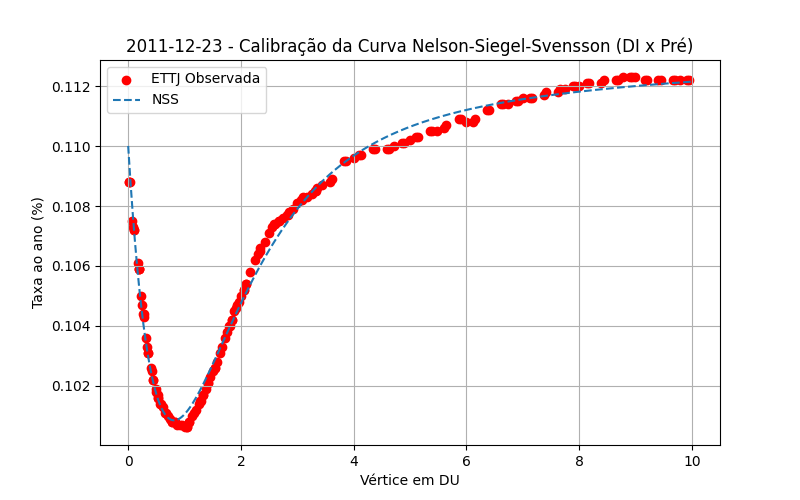 2011-12-23 - Calibração da Curva Nelson-Siegel-Svensson (DI x Pré)
ETTJ Observada
NSS
Taxa ao ano (%)
0.112
0.110
0.108
0.106
0.104
0.102
0 2 4 6 8 10
Vértice em DU